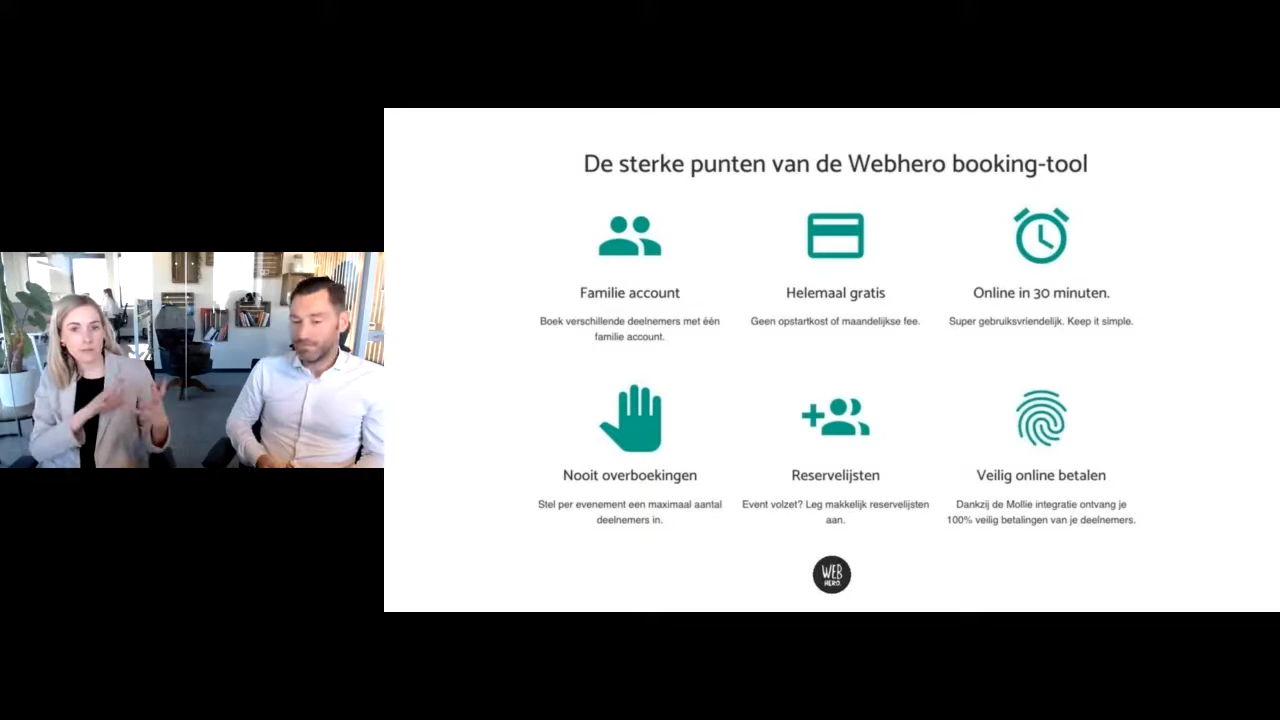 De sterke punten van de Webhero booking-tool
Familie account
Boek verschillende deelnemers met één
familie account.
Helemaal gratis
Geen opstartkost of maandelijkse fee.
Online in 30 minuten.
Super gebruiksvriendelijk. Keep it simple.
Nooit overboekingen
Stel per evenement een maximaal aantal
deelnemers in.
Reservelijsten
Event volzet? Leg makkelijk reservelijsten
aan.
Veilig online betalen
Dankzij de Mollie integratie ontvang je
100% veilig betalingen van je deelnemers.
WEB
HERO.